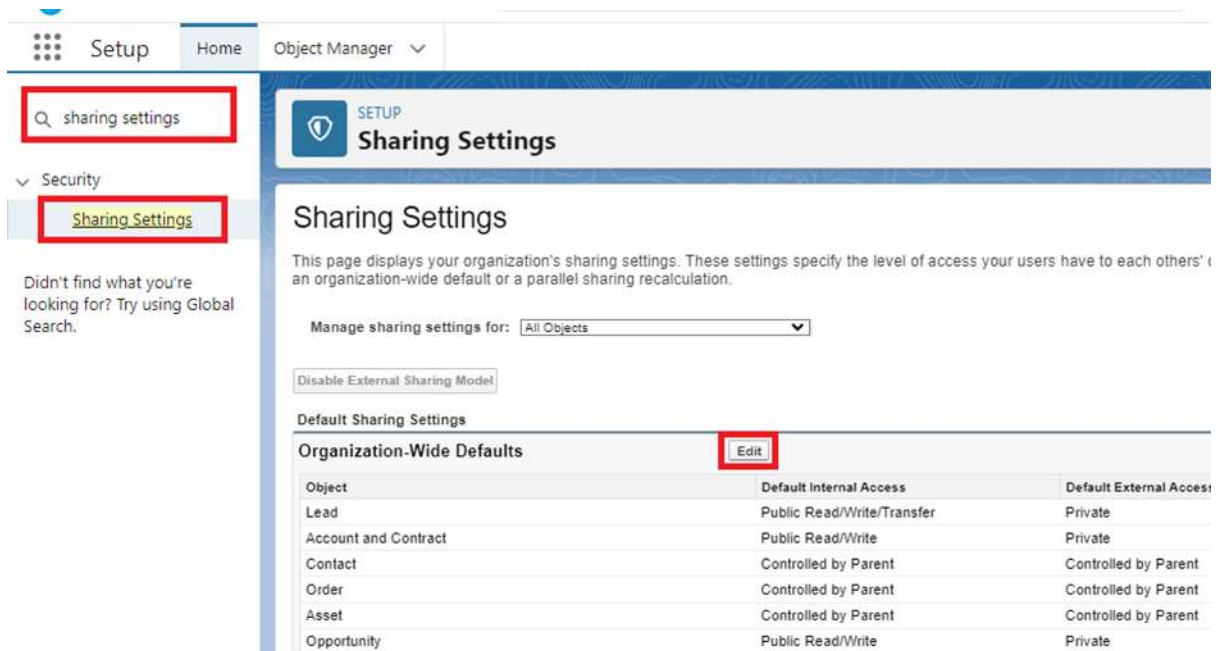 Setup
Home
Object Manager
sharing settings
Security
Sharing Settings
Didn't find what you're
looking for? Try using Global
Search.
SETUP
Sharing Settings
Sharing Settings
This page displays your organization's sharing settings. These settings specify the level of access your users have to each others'
an organization-wide default or a parallel sharing recalculation.
Manage sharing settings for: All Objects
Disable External Sharing Model
Default Sharing Settings
Organization-Wide Defaults Edit
Object Default Internal Access Default External Access
Lead Public Read/Write/Transfer Private
Account and Contract Public Read/Write Private
Contact Controlled by Parent Controlled by Parent
Order Controlled by Parent Controlled by Parent
Asset Controlled by Parent Controlled by Parent
Opportunity Public Read/Write Private